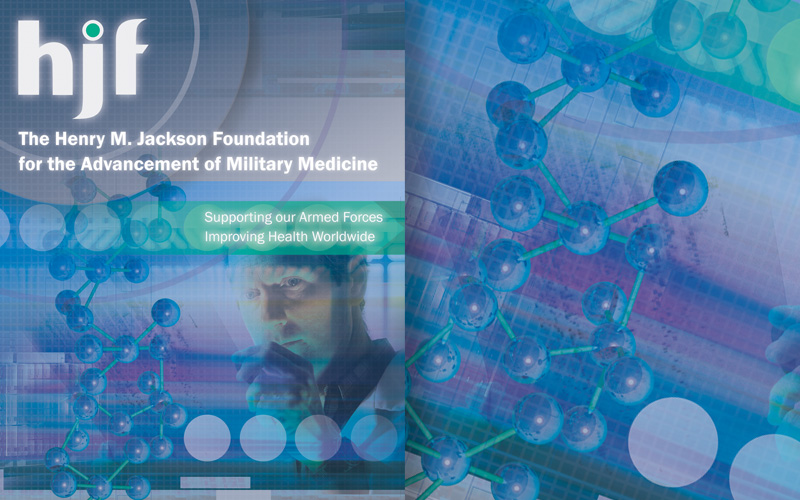 hjf
The Henry M. Jackson Foundation
for the Advancement of Military Medicine
Supporting our Armed Forces
Improving Health Worldwide